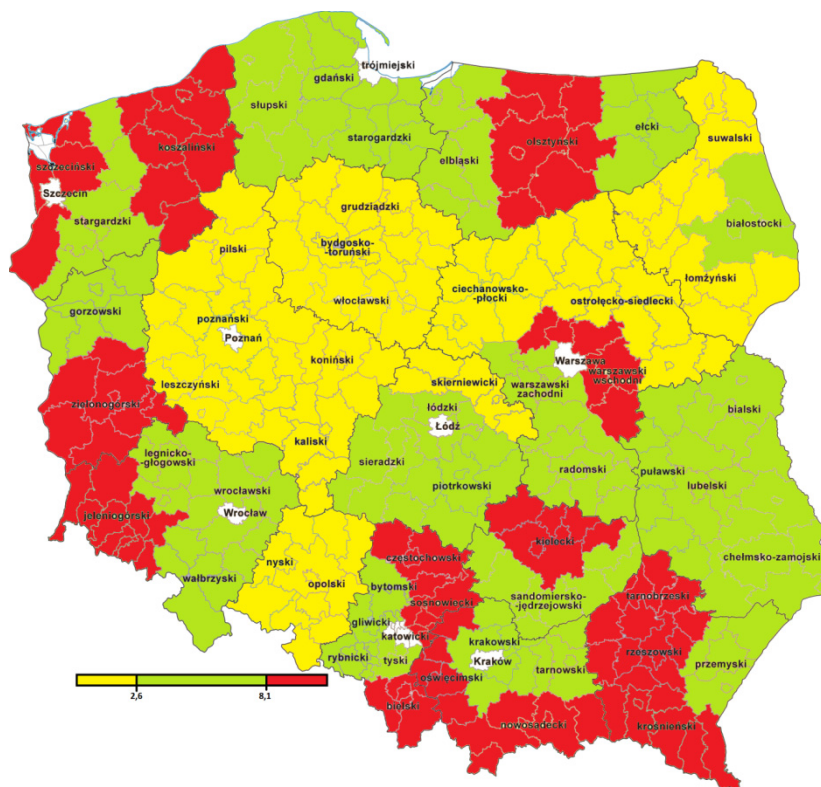 trójmiejski
gdański
słupski
ełcki
starogardzki
suwalski
koszaliński
olsztyński
elbląski
szczeciński
Szczecin
grudziądzki
stargardzki
białostocki
bydgosko-
-toruński
pilski
łomżyński
ciechanowsko-
-płocki
włocławski
ostrołęcko-siedlecki
gorzowski
poznański
Poznań
koniński
Warszawa
warszawski
wschodni
skierniewicki
leszczyński
warszawski
zachodni
zielonogórski
łódzki
Łódź
bialski
kaliski
legnicko-
-głogowski
sieradzki
radomski
puławski
lubelski
piotrkowski
wrocławski
Wrocław
jeleniogórski
kielecki
częstochowski
chełmsko-zamojski
nyski
wałbrzyski
opolski
bytomski
sandomiersko-
-jędrzejowski
tarnobrzeski
sosnowiecki
gliwicki
katowicki
krakowski
rzeszowski
rybnicki
tyski
Kraków
tarnowski
przemyski
oświęcimski
2,6
8,1
bielski
nowosądecki
krośnieński